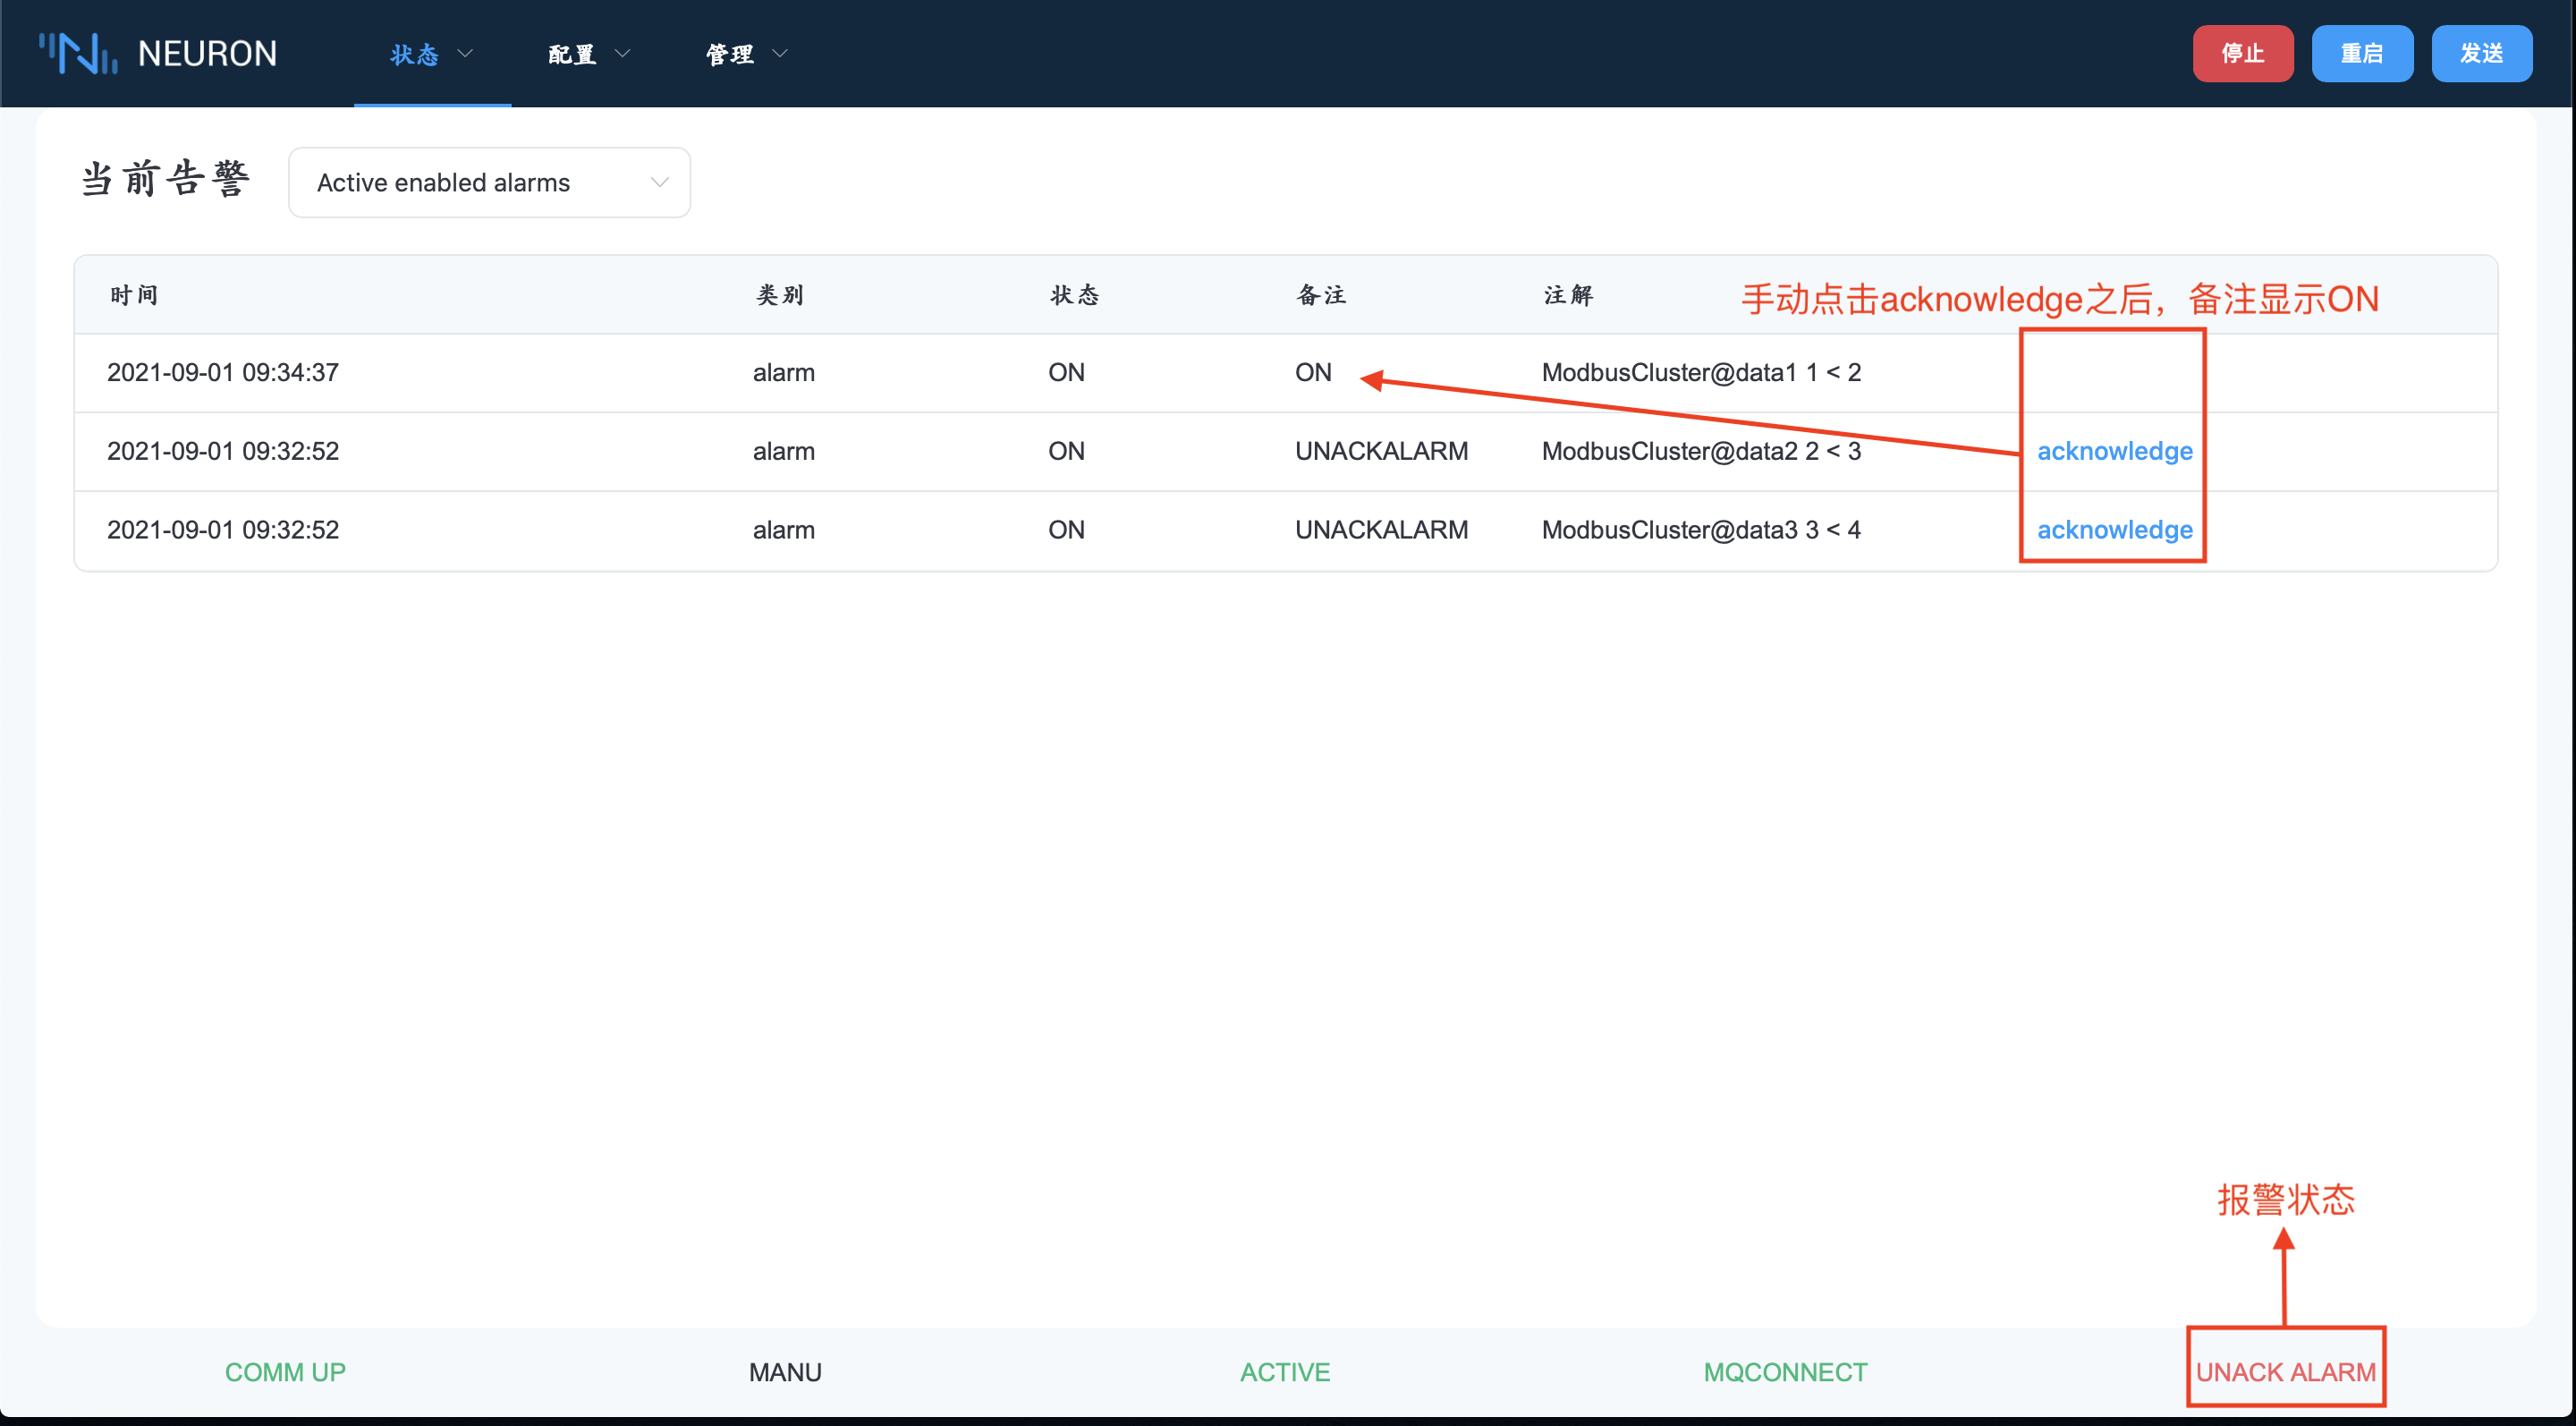 NEURON 状态 配置 管理 停止 重启 发送
当前告警 Active enabled alarms
时间 类别 状态 备注 注解 手动点击acknowledge之后，备注显示ON
2021-09-01 09:34:37 alarm ON ON ModbusCluster@data1 1 < 2
2021-09-01 09:32:52 alarm ON UNACKALARM ModbusCluster@data2 2 < 3 acknowledge
2021-09-01 09:32:52 alarm ON UNACKALARM ModbusCluster@data3 3 < 4 acknowledge
报警状态
COMM UP MANU ACTIVE MQCONNECT UNACK ALARM